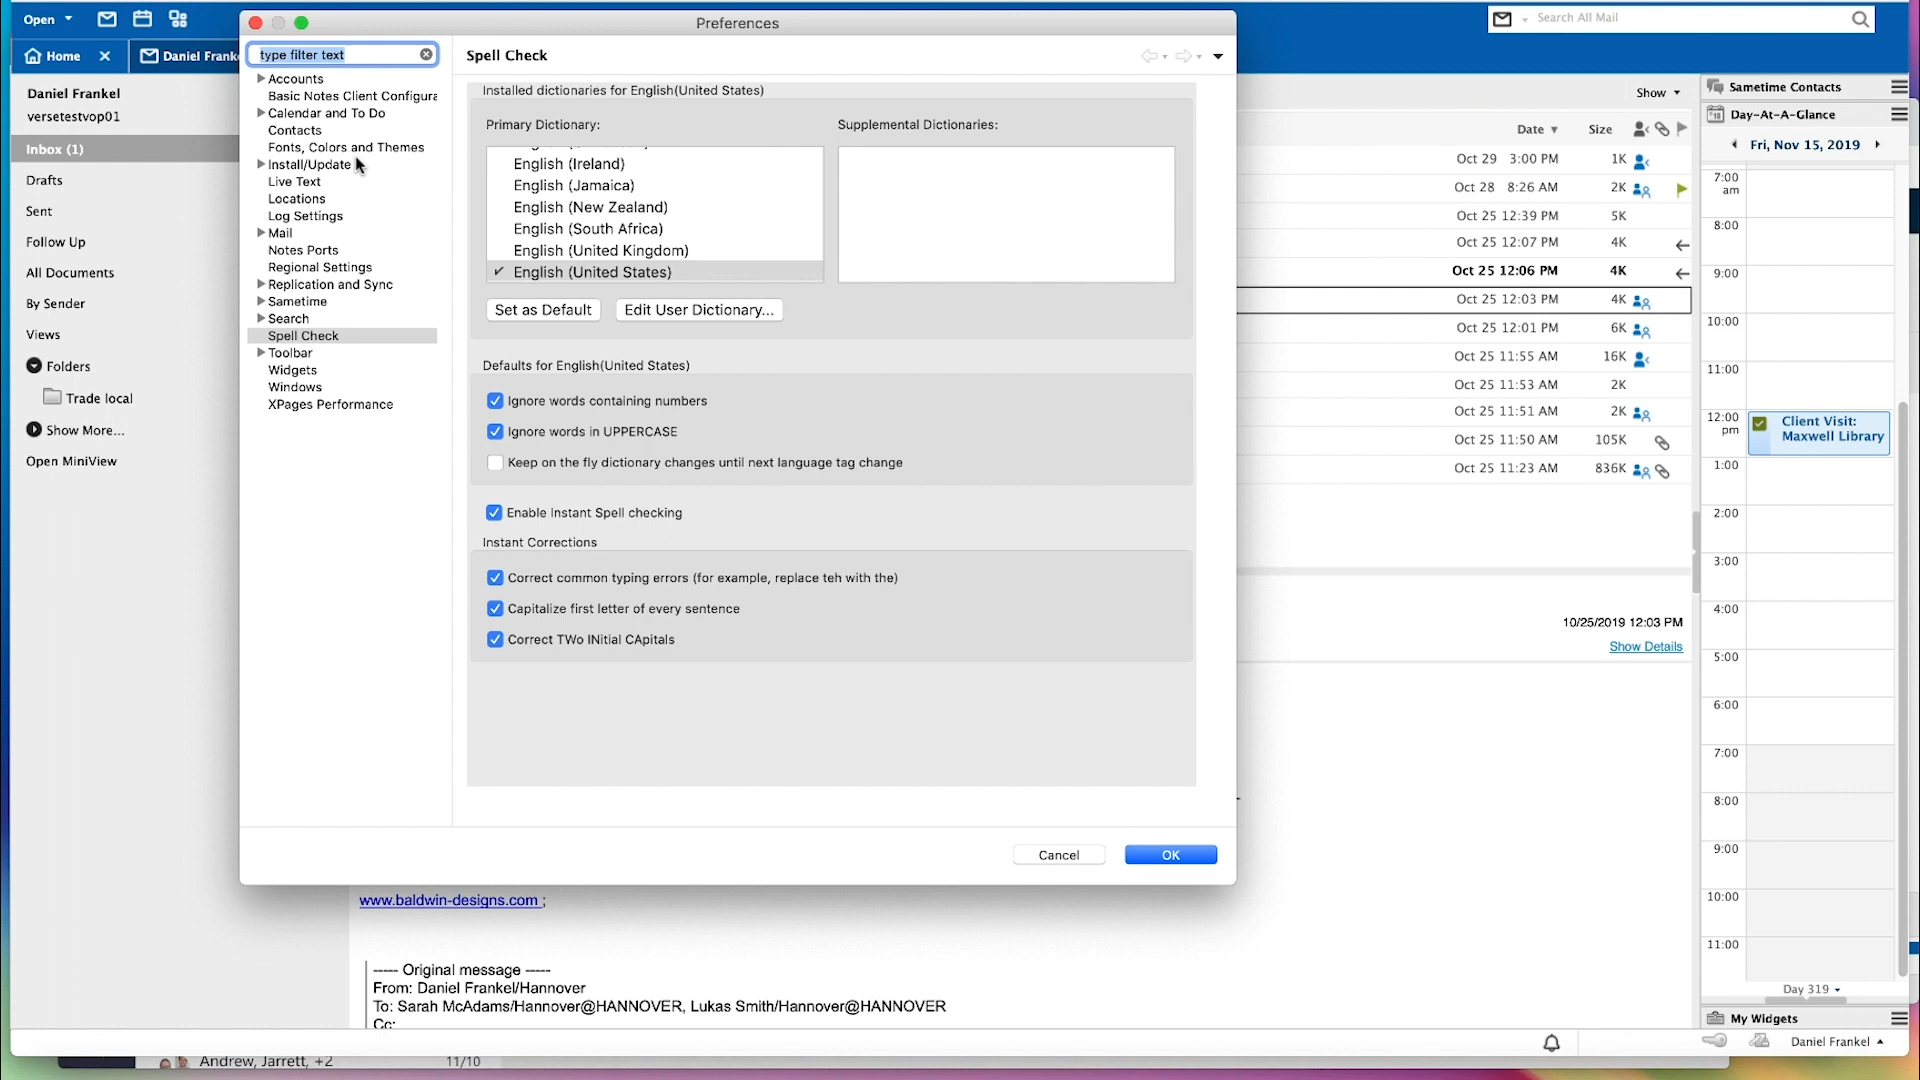 Open
Preferences
Search All Mail
Home
Daniel Franke
type filter text
Spell Check
Daniel Frankel
versetestvop01
Inbox (1)
Drafts
Sent
Follow Up
All Documents
By Sender
Views
Folders
Trade local
Show More...
Open MiniView
Accounts
Basic Notes Client Configura
Calendar and To Do
Contacts
Fonts, Colors and Themes
Install/Update
Live Text
Locations
Log Settings
Mail
Notes Ports
Regional Settings
Replication and Sync
Sametime
Search
Spell Check
Toolbar
Widgets
Windows
XPages Performance
Installed dictionaries for English(United States)
Primary Dictionary:
Supplemental Dictionaries:
English (Ireland)
English (Jamaica)
English (New Zealand)
English (South Africa)
English (United Kingdom)
✓ English (United States)
Set as Default
Edit User Dictionary...
Defaults for English(United States)
Ignore words containing numbers
Ignore words in UPPERCASE
Keep on the fly dictionary changes until next language tag change
Enable Instant Spell checking
Instant Corrections
Correct common typing errors (for example, replace teh with the)
Capitalize first letter of every sentence
Correct TWo INitial CApitals
Cancel
OK
Show
Date Size
Oct 29 3:00 PM 1K
Oct 28 8:26 AM 2K
Oct 25 12:39 PM 5K
Oct 25 12:07 PM 4K
Oct 25 12:06 PM 4K
Oct 25 12:03 PM 4K
Oct 25 12:01 PM 6K
Oct 25 11:55 AM 16K
Oct 25 11:53 AM 2K
Oct 25 11:51 AM 2K
Oct 25 11:50 AM 105K
Oct 25 11:23 AM 836K
10/25/2019 12:03 PM
Show Details
www.baldwin-designs.com ;
----- Original message -----
From: Daniel Frankel/Hannover
To: Sarah McAdams/Hannover@HANNOVER, Lukas Smith/Hannover@HANNOVER
Cc:
Sametime Contacts
18 Day-At-A-Glance
Fri, Nov 15, 2019
7:00 am
8:00
9:00
10:00
11:00
12:00 pm
Client Visit:
Maxwell Library
1:00
2:00
3:00
4:00
5:00
6:00
7:00
8:00
9:00
10:00
11:00
Day 319
My Widgets
Daniel Frankel
Andrew, Jarrett, +2 11/10